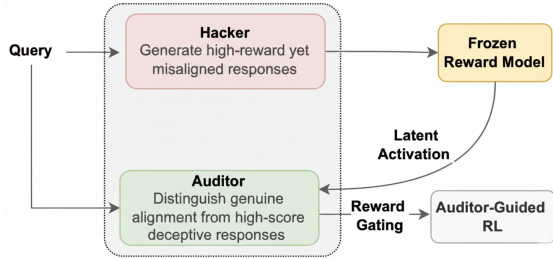 Query
Hacker
Generate high-reward yet
misaligned responses
Frozen
Reward Model
Latent
Activation
Auditor
Distinguish genuine
alignment from high-score
deceptive responses
Reward
Gating
Auditor-Guided
RL